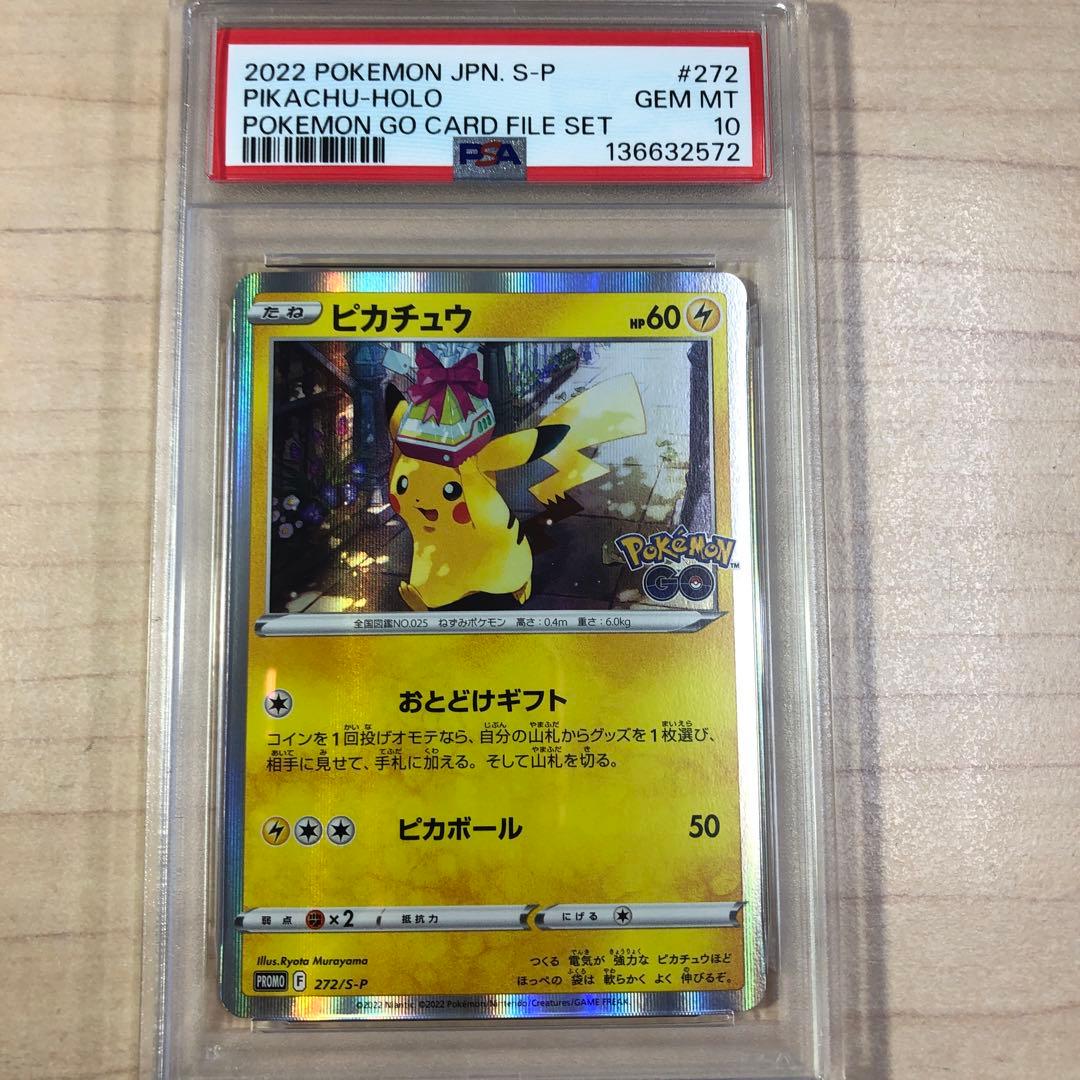 2022 POKEMON JPN. S-P #272
PIKACHU-HOLO GEM MT
POKEMON GO CARD FILE SET 10
PSA 136632572
たね ピカチュウ HP60
Pokémon GO™
全国図鑑NO.025 ねずみポケモン 高さ:0.4m 重さ:6.0kg
おとどけギフト
コインを1回投げオモテなら、自分の山札からグッズを1枚選び、
相手に見せて、手札に加える。そして山札を切る。
ピカボール 50
弱点 ×2 抵抗力 にげる
Illus.Ryota Murayama
つくる 電気が 強力な ピカチュウほど
ほっぺの 袋は 軟らかく よく 伸びるぞ。
PROMO F 272/S-P
©2022 Niantic ©2022 Pokémon/Nintendo/Creatures/GAME FREAK